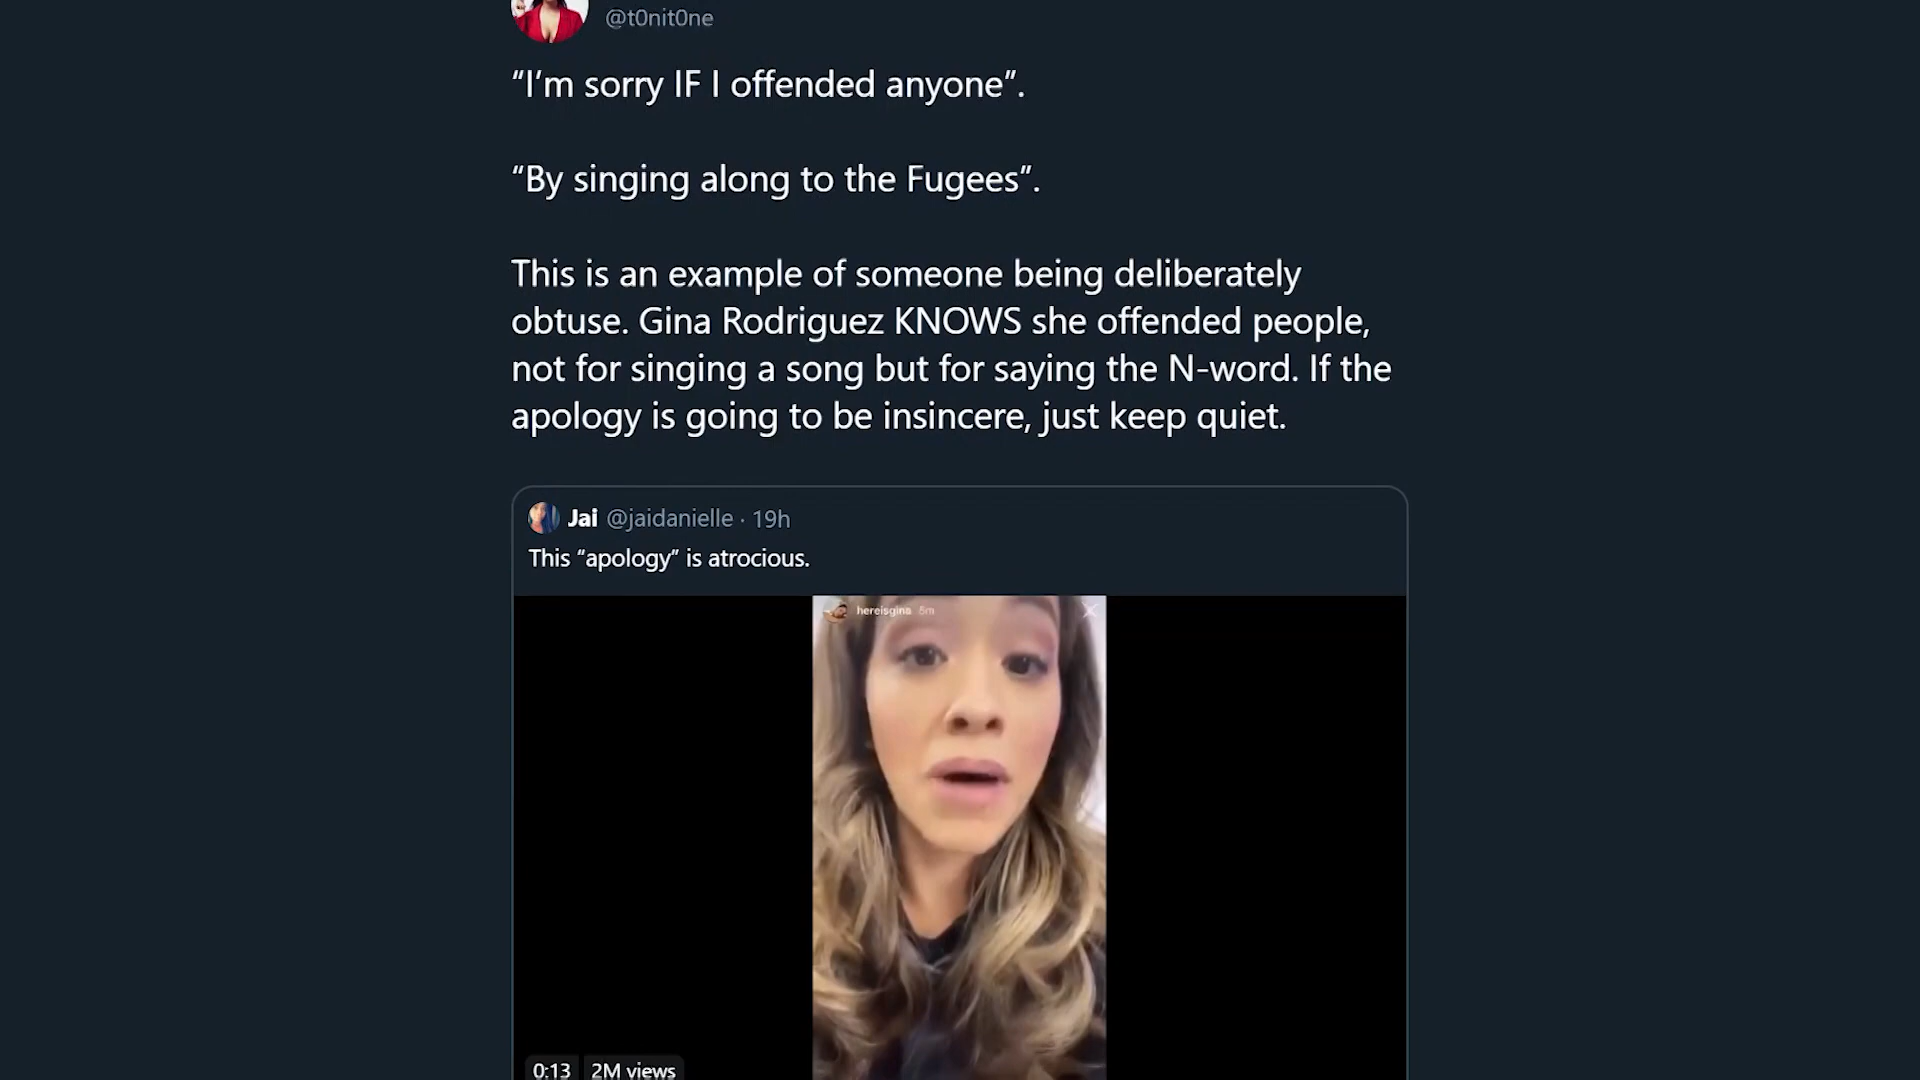 @t0nit0ne
“I’m sorry IF I offended anyone”.
“By singing along to the Fugees”.
This is an example of someone being deliberately
obtuse. Gina Rodriguez KNOWS she offended people,
not for singing a song but for saying the N-word. If the
apology is going to be insincere, just keep quiet.
Jai @jaidanielle · 19h
This “apology” is atrocious.
hereisgina 8m
0:13 2M views